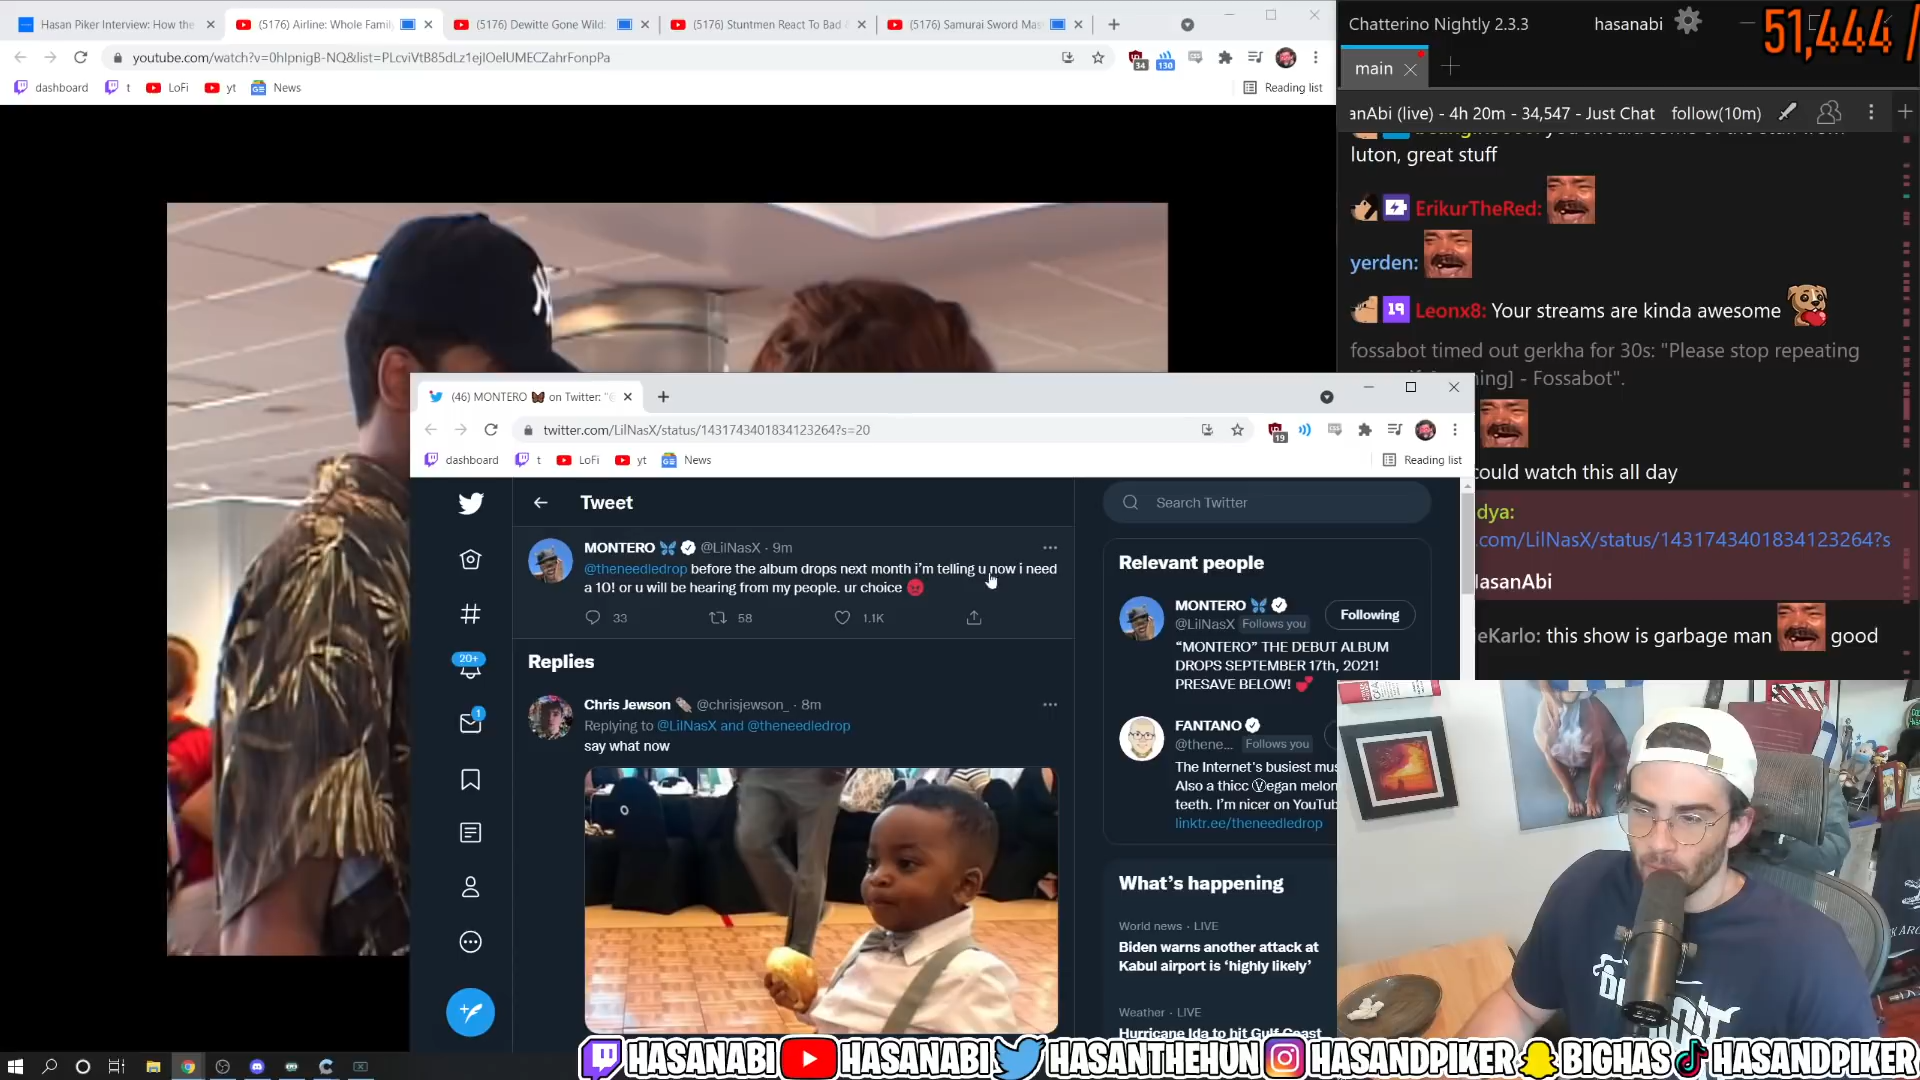 Hasan Piker Interview: How the
(5176) Airline: Whole Famil
(5176) Dewitte Gone Wild:
(5176) Stuntmen React To Bad
(5176) Samurai Sword Mas
youtube.com/watch?v=0hIpnigB-NQ&list=PLcviVtB85dLz1ejIOelUMECZahrFonpPa
34
130
dashboard
t
LoFi
yt
News
Reading list
(46) MONTERO 🦋 on Twitter: "@
twitter.com/LilNasX/status/1431743401834123264?s=20
19
dashboard
t
LoFi
yt
News
Reading list
Tweet
MONTERO 🦋 @LilNasX · 9m
@theneedledrop before the album drops next month i'm telling u now i need
a 10! or u will be hearing from my people. ur choice 😡
33
58
1.1K
Replies
Chris Jewson @chrisjewson_ · 8m
Replying to @LilNasX and @theneedledrop
say what now
20+
1
Search Twitter
Relevant people
MONTERO 🦋
@LilNasX Follows you
Following
"MONTERO" THE DEBUT ALBUM
DROPS SEPTEMBER 17th, 2021!
PRESAVE BELOW! 💕
FANTANO
@thene... Follows you
The Internet's busiest mus
Also a thicc Ⓥegan melon
teeth. I'm nicer on YouTub
linktr.ee/theneedledrop
What's happening
World news · LIVE
Biden warns another attack at
Kabul airport is 'highly likely'
Weather · LIVE
Hurricane Ida to hit Gulf Coast
Chatterino Nightly 2.3.3
hasanabi
51,444 /
main
anAbi (live) - 4h 20m - 34,547 - Just Chat
follow(10m)
luton, great stuff
ErikurTheRed:
yerden:
19 Leonx8: Your streams are kinda awesome
fossabot timed out gerkha for 30s: "Please stop repeating
ing] - Fossabot".
could watch this all day
dya:
.com/LilNasX/status/1431743401834123264?s
HasanAbi
eKarlo: this show is garbage man good
HASANABI HASANABI HASANTHEHUN HASANDPIKER BIGHAS HASANDPIKER